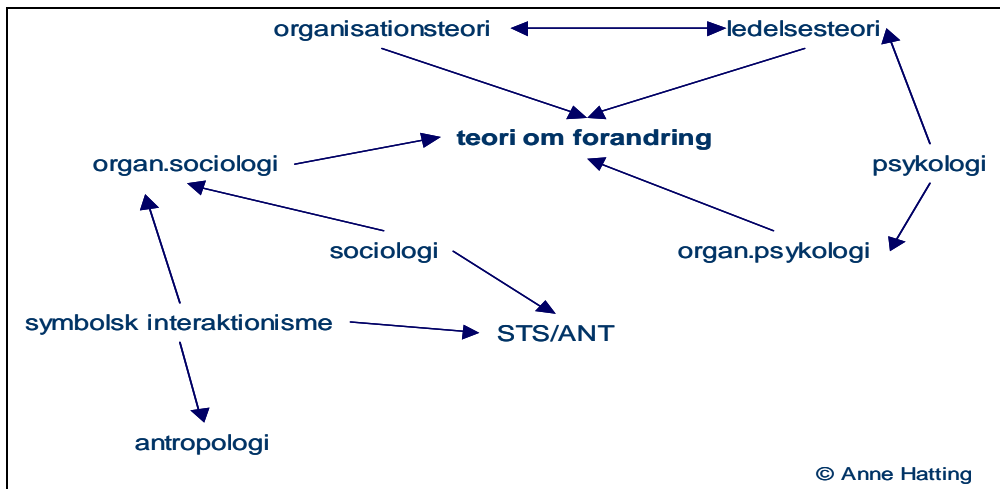 organisationsteori
ledelsesteori
teori om forandring
organ.sociologi
psykologi
sociologi
organ.psykologi
symbolsk interaktionisme
STS/ANT
antropologi
© Anne Hatting